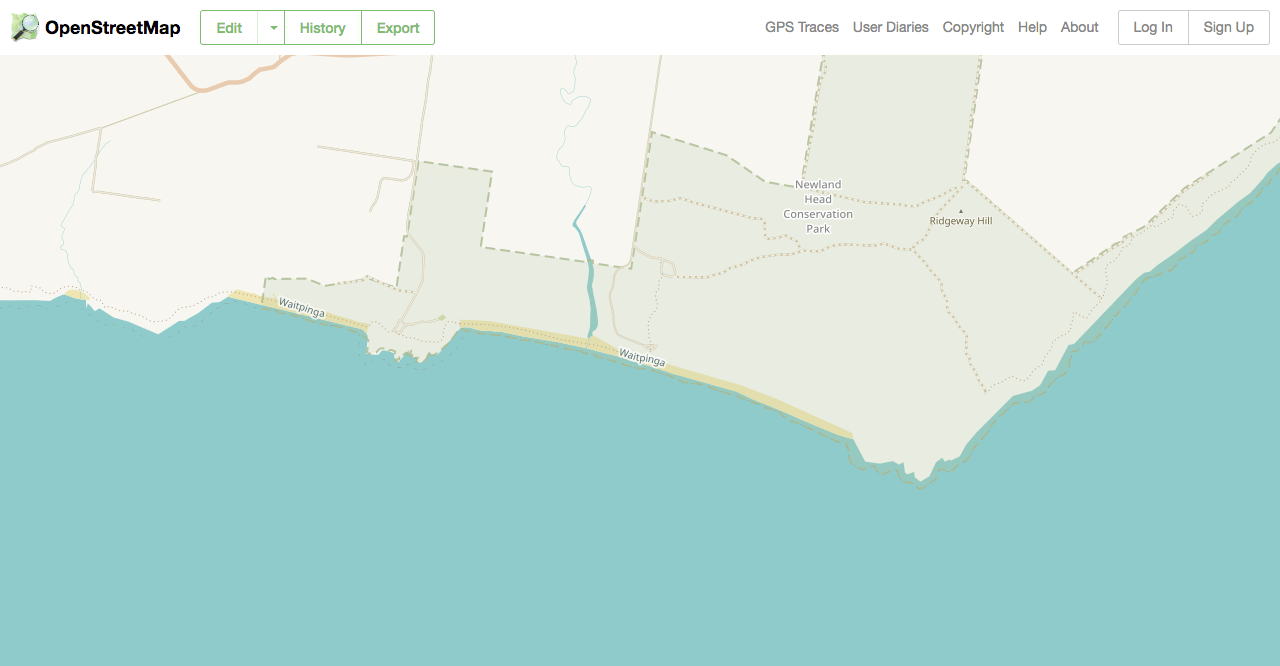 OpenStreetMap
Edit
History
Export
GPS Traces
User Diaries
Copyright
Help
About
Log In
Sign Up
Newland
Head
Conservation
Park
Ridgeway Hill
Waitpinga
Waitpinga